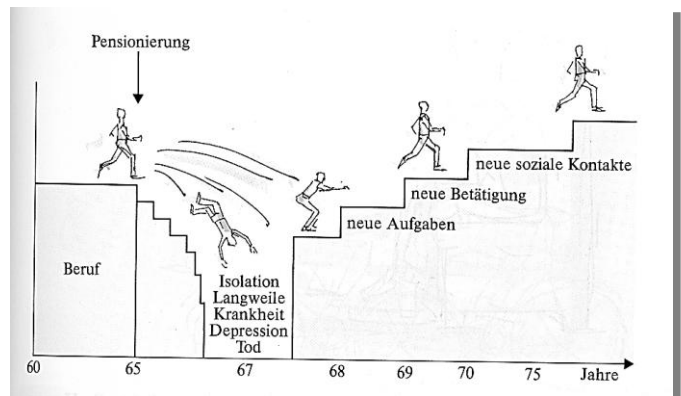 Pensionierung
neue soziale Kontakte
neue Betätigung
neue Aufgaben
Beruf
Isolation
Langweile
Krankheit
Depression
Tod
60 65 67 68 69 70 75 Jahre